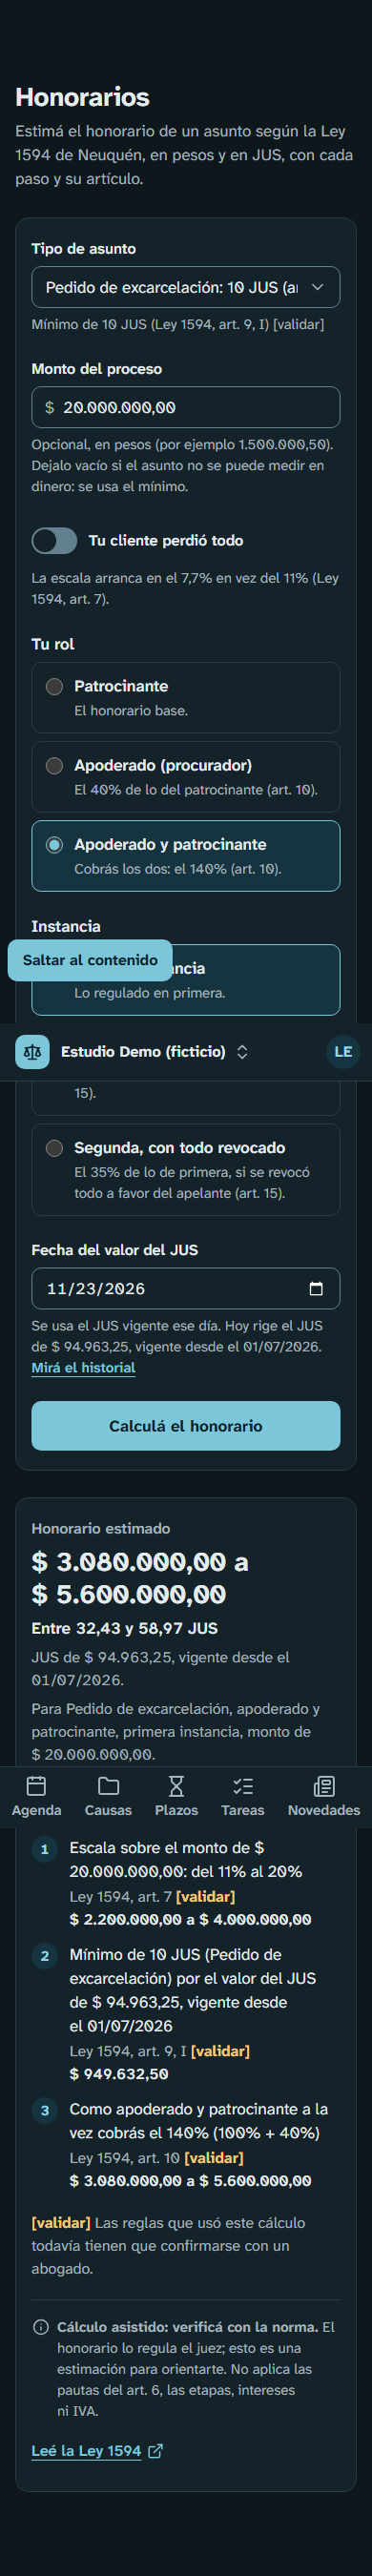 Honorarios
Estimá el honorario de un asunto según la Ley
1594 de Neuquén, en pesos y en JUS, con cada
paso y su artículo.
Tipo de asunto
Pedido de excarcelación: 10 JUS (a
Mínimo de 10 JUS (Ley 1594, art. 9, I) [validar]
Monto del proceso
$ 20.000.000,00
Opcional, en pesos (por ejemplo 1.500.000,50).
Dejalo vacío si el asunto no se puede medir en
dinero: se usa el mínimo.
Tu cliente perdió todo
La escala arranca en el 7,7% en vez del 11% (Ley
1594, art. 7).
Tu rol
Patrocinante
El honorario base.
Apoderado (procurador)
El 40% de lo del patrocinante (art. 10).
Apoderado y patrocinante
Cobrás los dos: el 140% (art. 10).
Instancia
Saltar al contenido
ncia
Lo regulado en primera.
Estudio Demo (ficticio)
LE
15).
Segunda, con todo revocado
El 35% de lo de primera, si se revocó
todo a favor del apelante (art. 15).
Fecha del valor del JUS
11/23/2026
Se usa el JUS vigente ese día. Hoy rige el JUS
de $ 94.963,25, vigente desde el 01/07/2026.
Mirá el historial
Calculá el honorario
Honorario estimado
$ 3.080.000,00 a
$ 5.600.000,00
Entre 32,43 y 58,97 JUS
JUS de $ 94.963,25, vigente desde el
01/07/2026.
Para Pedido de excarcelación, apoderado y
patrocinante, primera instancia, monto de
$ 20.000.000,00.
Agenda
Causas
Plazos
Tareas
Novedades
1
Escala sobre el monto de $
20.000.000,00: del 11% al 20%
Ley 1594, art. 7 [validar]
$ 2.200.000,00 a $ 4.000.000,00
2
Mínimo de 10 JUS (Pedido de
excarcelación) por el valor del JUS
de $ 94.963,25, vigente desde
el 01/07/2026
Ley 1594, art. 9, I [validar]
$ 949.632,50
3
Como apoderado y patrocinante a la
vez cobrás el 140% (100% + 40%)
Ley 1594, art. 10 [validar]
$ 3.080.000,00 a $ 5.600.000,00
[validar] Las reglas que usó este cálculo
todavía tienen que confirmarse con un
abogado.
Cálculo asistido: verificá con la norma. El
honorario lo regula el juez; esto es una
estimación para orientarte. No aplica las
pautas del art. 6, las etapas, intereses
ni IVA.
Leé la Ley 1594